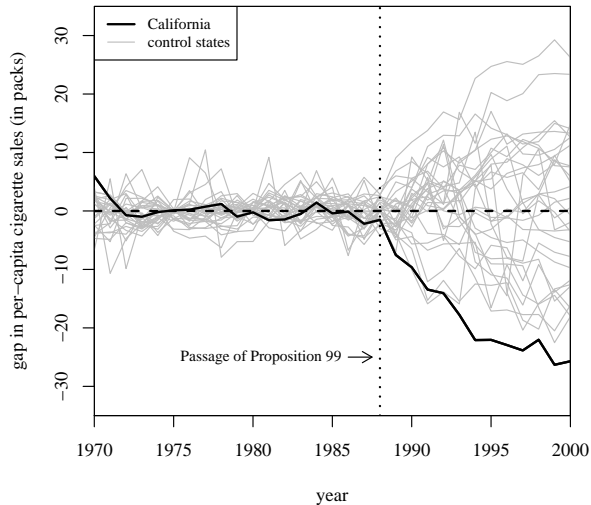 California
control states
gap in per−capita cigarette sales (in packs)
30
20
10
0
−10
−20
−30
Passage of Proposition 99
1970 1975 1980 1985 1990 1995 2000
year